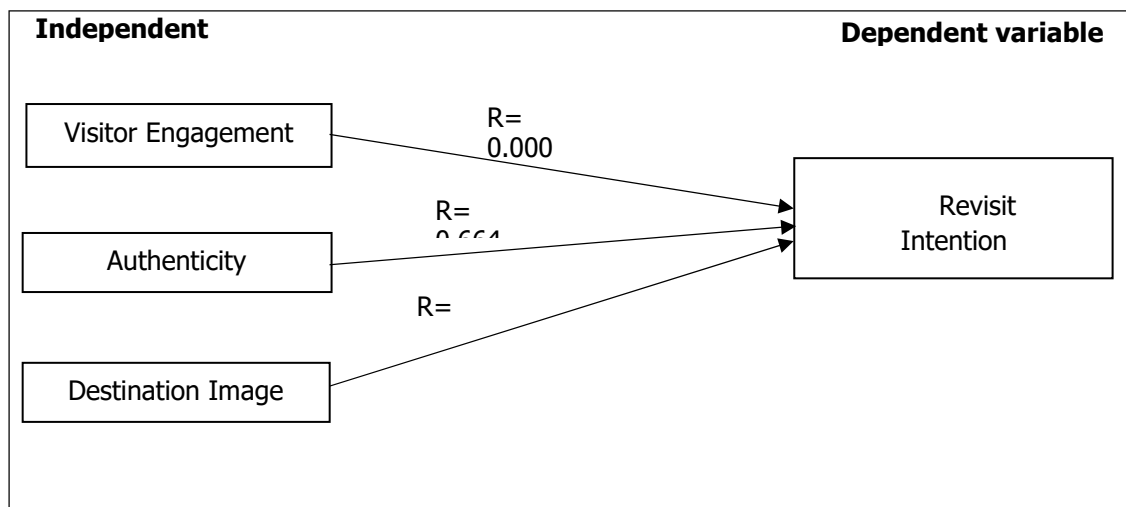 Independent
Dependent variable
Visitor Engagement
R=
0.000
Revisit
Intention
R=
Authenticity
R=
Destination Image